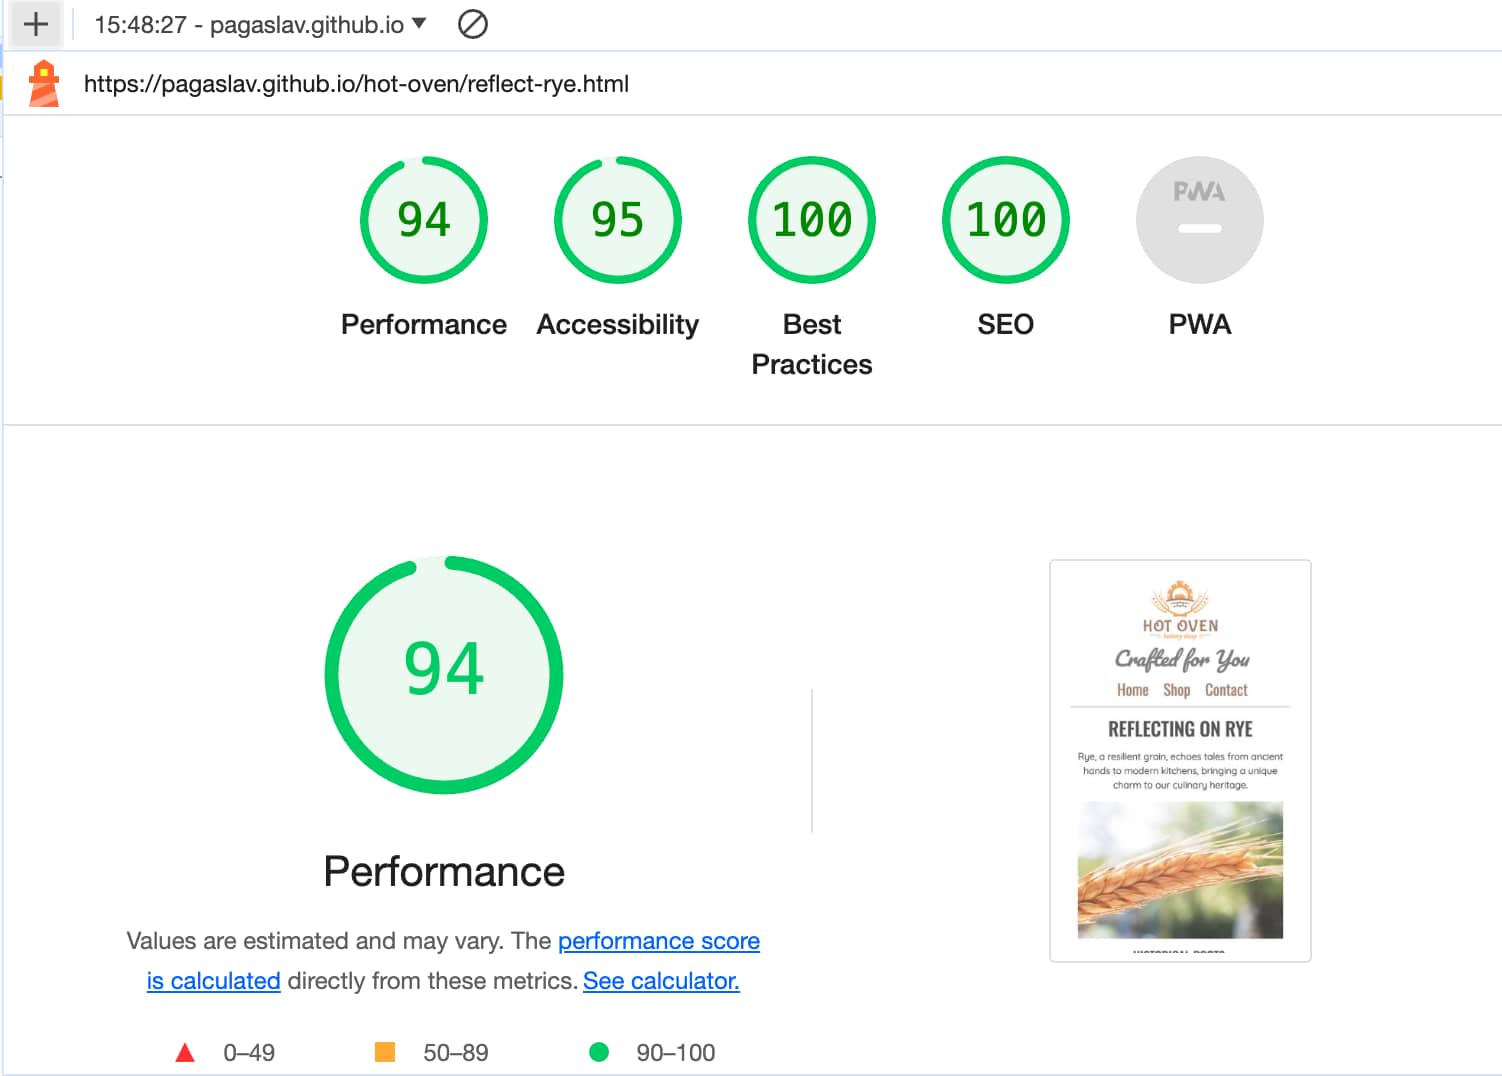 15:48:27 - pagaslav.github.io
https://pagaslav.github.io/hot-oven/reflect-rye.html
94
95
100
100
PWA
Performance
Accessibility
Best
Practices
SEO
PWA
94
Performance
Values are estimated and may vary. The performance score
is calculated directly from these metrics. See calculator.
0–49
50–89
90–100
HOT OVEN
Crafted for You
Home Shop Contact
REFLECTING ON RYE
Rye, a resilient grain, echoes tales from ancient
hands to modern kitchens, bringing a unique
charm to our culinary heritage.